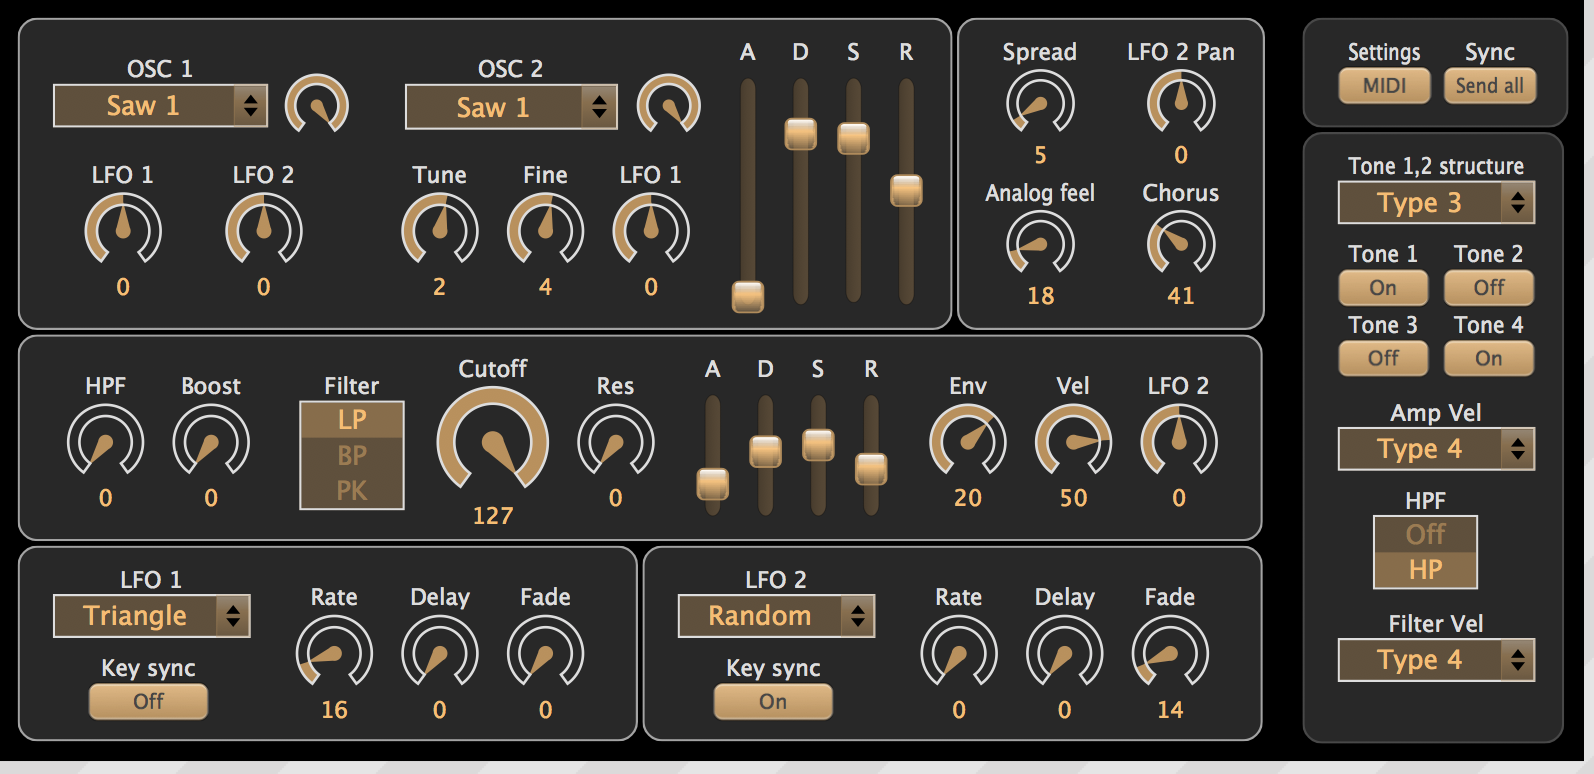 OSC 1
Saw 1
OSC 2
Saw 1
LFO 1
LFO 2
Tune
Fine
LFO 1
0
0
2
4
0
A D S R
Spread
LFO 2 Pan
5
0
Analog feel
Chorus
18
41
HPF
Boost
0
0
Filter
LP
BP
PK
Cutoff
127
Res
0
A D S R
Env
Vel
LFO 2
20
50
0
LFO 1
Triangle
Key sync
Off
Rate
Delay
Fade
16
0
0
LFO 2
Random
Key sync
On
Rate
Delay
Fade
0
0
14
Settings
Sync
MIDI
Send all
Tone 1,2 structure
Type 3
Tone 1
Tone 2
On
Off
Tone 3
Tone 4
Off
On
Amp Vel
Type 4
HPF
Off
HP
Filter Vel
Type 4